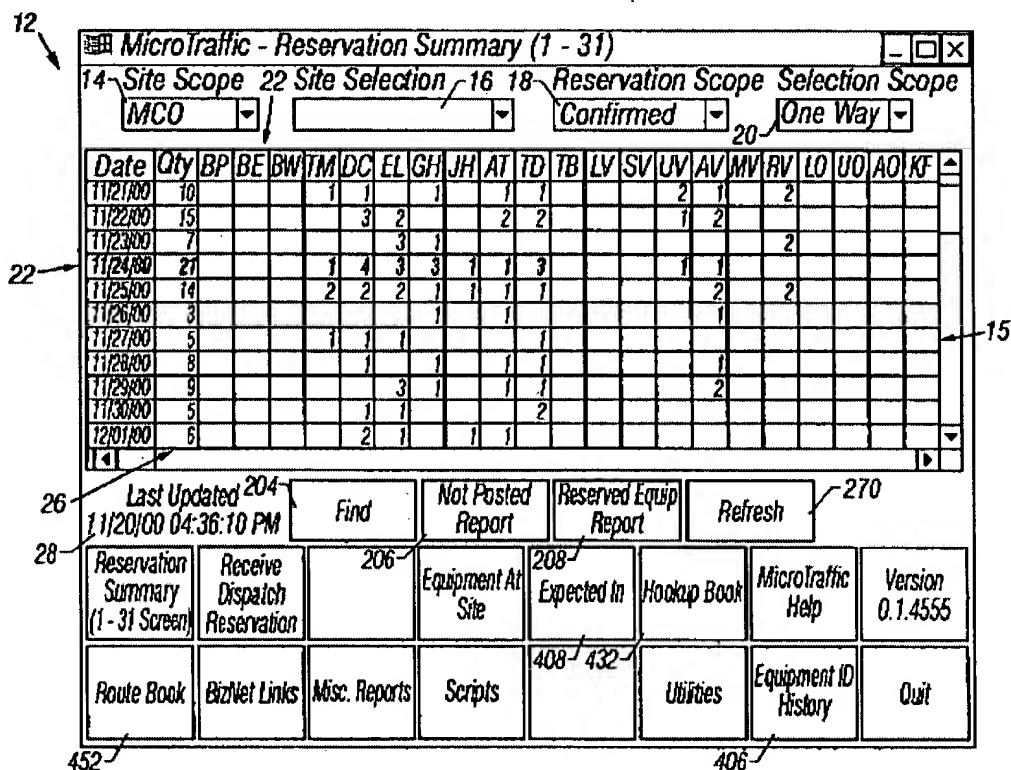 12
MicroTraffic - Reservation Summary (1 - 31)
14 Site Scope 22 Site Selection 16 18 Reservation Scope Selection Scope
MCO Confirmed 20 One Way
Date Qty BP BE BW TM DC EL GH JH AT TD TB LV SV UV AV MV RV LO UO AO KF
11/21/00 10 1 1 1 1 1 2 1 2
11/22/00 15 3 2 2 2 1 2
11/23/00 7 3 1 2
22 11/24/00 21 1 4 3 3 1 1 3 1 1
11/25/00 14 2 2 2 1 1 1 1 2 2
11/26/00 3 1 1 1
11/27/00 5 1 1 1 1 15
11/28/00 8 1 1 1 1 1
11/29/00 9 3 1 1 1 2
11/30/00 5 1 1 2
12/01/00 6 2 1 1 1
26 Last Updated 204 Find Not Posted Report Reserved Equip Report Refresh 270
28 11/20/00 04:36:10 PM 206 208
Reservation Summary (1 - 31 Screen) Receive Dispatch Reservation Equipment At Site Expected In Hookup Book MicroTraffic Help Version 0.1.4555
408 432
Route Book BizNet Links Misc. Reports Scripts Utilities Equipment ID History Quit
452 406